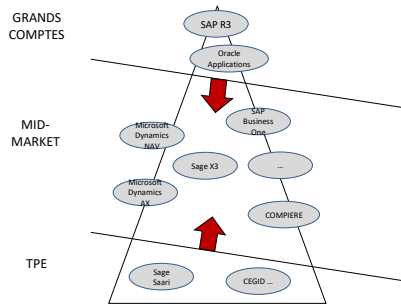 GRANDS
COMPTES
SAP R3
Oracle
Applications
MID-
MARKET
SAP
Business
One
Microsoft
Dynamics
NAV
Sage X3
...
Microsoft
Dynamics
AX
COMPIERE
TPE
Sage
Saari
CEGID ...